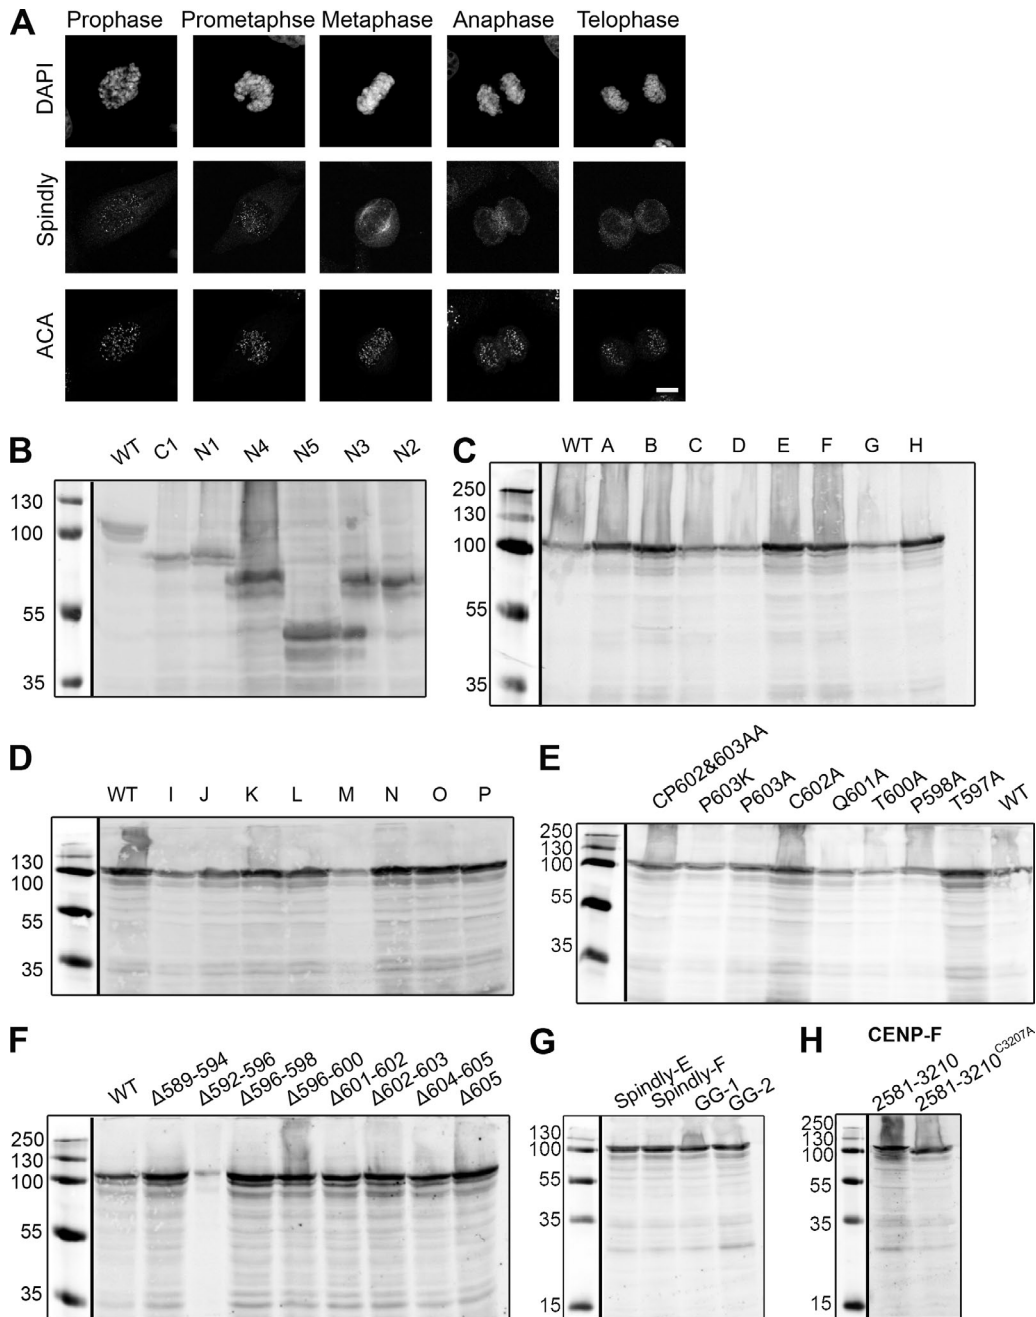 A
Prophase Prometaphse Metaphase Anaphase Telophase
DAPI
Spindly
ACA
B
WT C1 N1 N4 N5 N3 N2
130
100
55
35
C
WT A B C D E F G H
250
130
100
55
35
D
WT I J K L M N O P
130
100
55
35
E
CP602&603AA P603K P603A C602A Q601A T600A P598A T597A WT
250
130
100
55
35
F
WT Δ589-594 Δ592-596 Δ596-598 Δ596-600 Δ601-602 Δ602-603 Δ604-605 Δ605
250
130
100
55
35
G
Spindly-E Spindly-F GG-1 GG-2
130
100
55
35
15
H CENP-F
2581-3210 2581-3210 C3207A
250
130
100
55
35
15